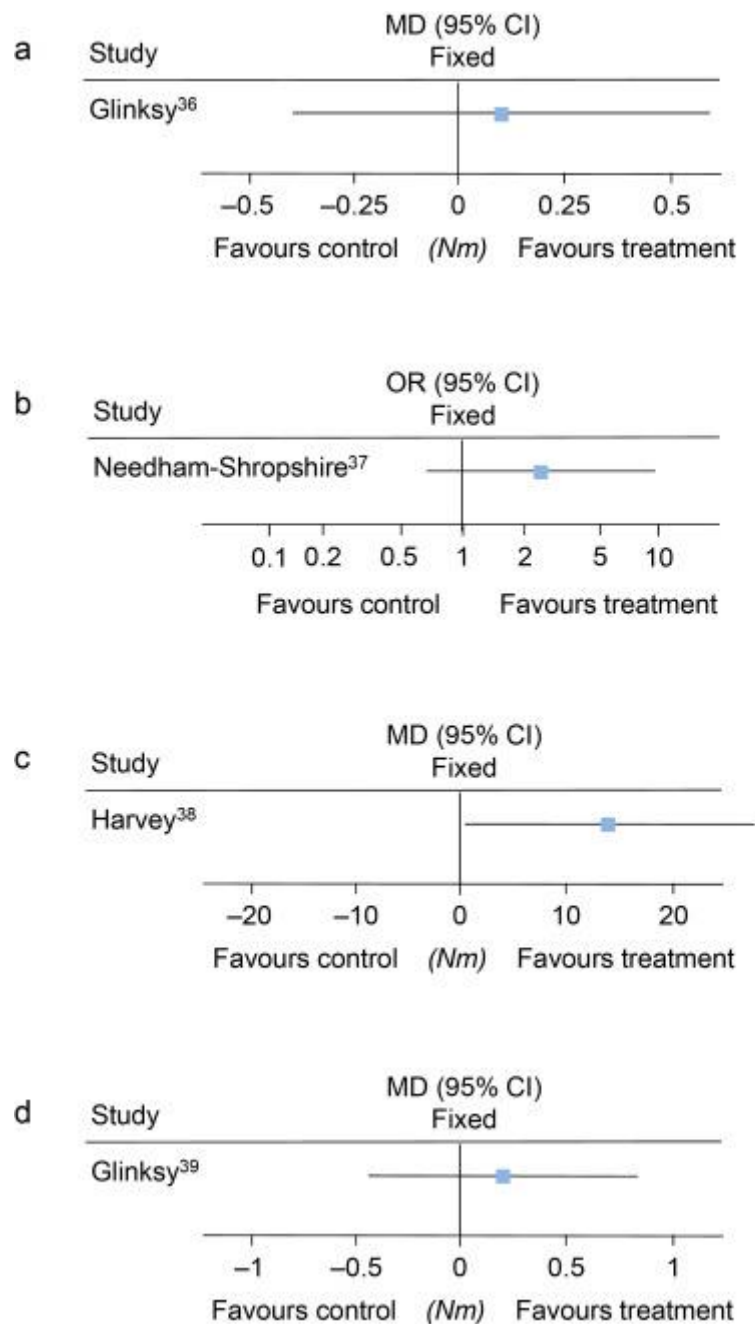 a
MD (95% CI)
Study Fixed
Glinksy36
–0.5 –0.25 0 0.25 0.5
Favours control (Nm) Favours treatment
b
OR (95% CI)
Study Fixed
Needham-Shropshire37
0.1 0.2 0.5 1 2 5 10
Favours control Favours treatment
c
MD (95% CI)
Study Fixed
Harvey38
–20 –10 0 10 20
Favours control (Nm) Favours treatment
d
MD (95% CI)
Study Fixed
Glinksy39
–1 –0.5 0 0.5 1
Favours control (Nm) Favours treatment